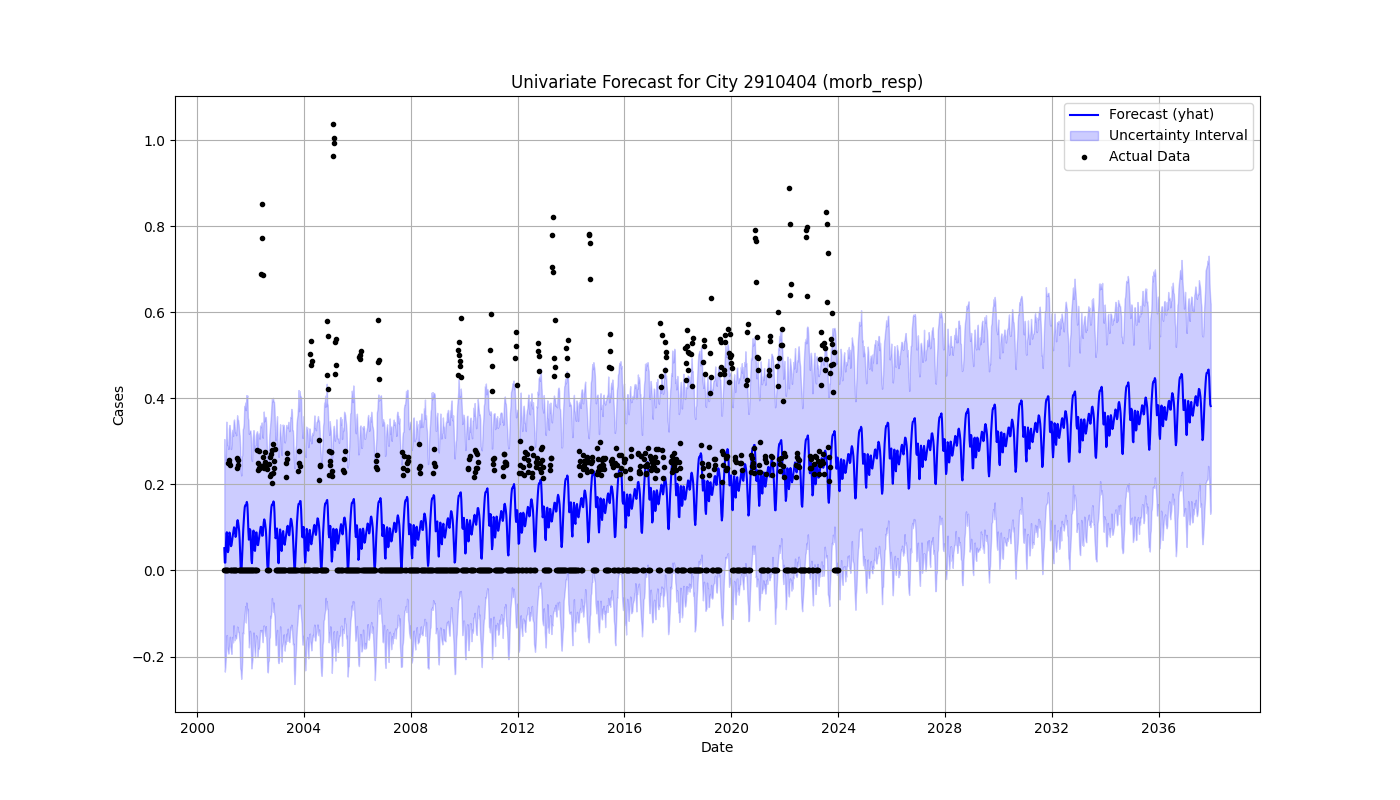 Univariate Forecast for City 2910404 (morb_resp)
Forecast (yhat)
Uncertainty Interval
Actual Data
Cases
1.0
0.8
0.6
0.4
0.2
0.0
−0.2
2000 2004 2008 2012 2016 2020 2024 2028 2032 2036
Date